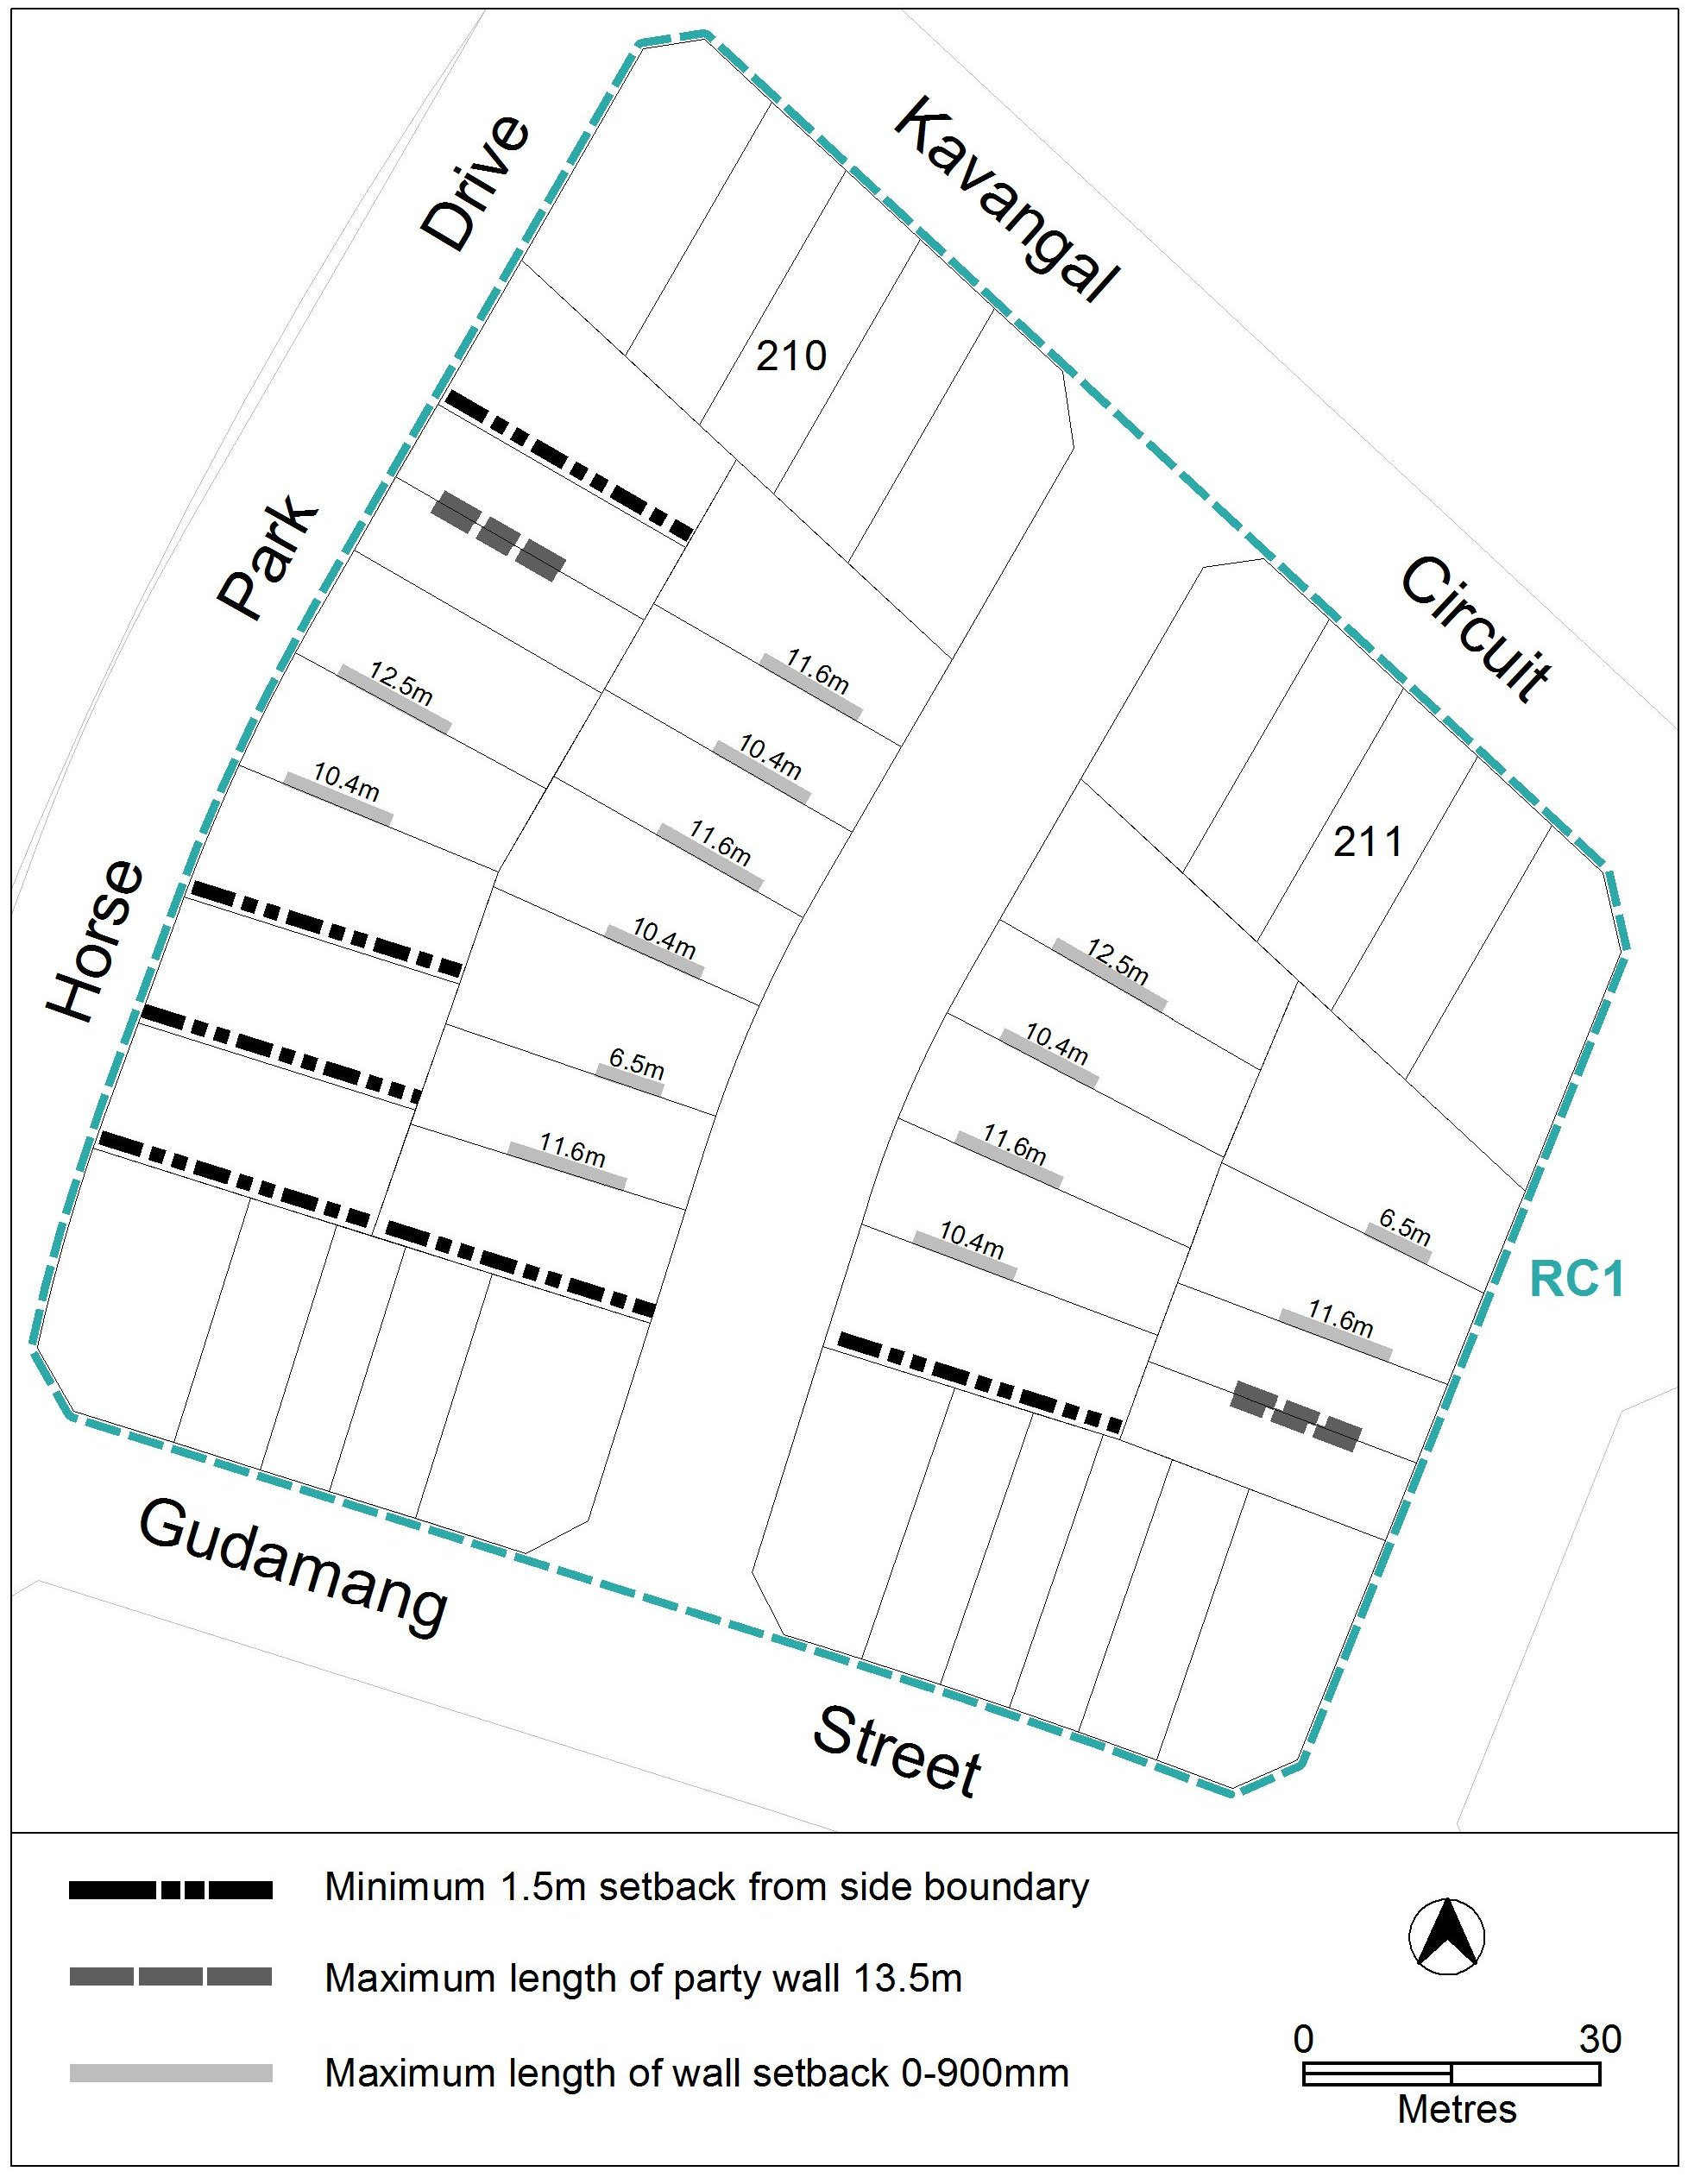 Kavangal
Circuit
Drive
Park
Horse
210
11.6m
12.5m
10.4m
10.4m
11.6m
10.4m
6.5m
11.6m
211
12.5m
10.4m
11.6m
10.4m
6.5m
11.6m
RC1
Gudamang
Street
Minimum 1.5m setback from side boundary
Maximum length of party wall 13.5m
Maximum length of wall setback 0-900mm
0 30
Metres